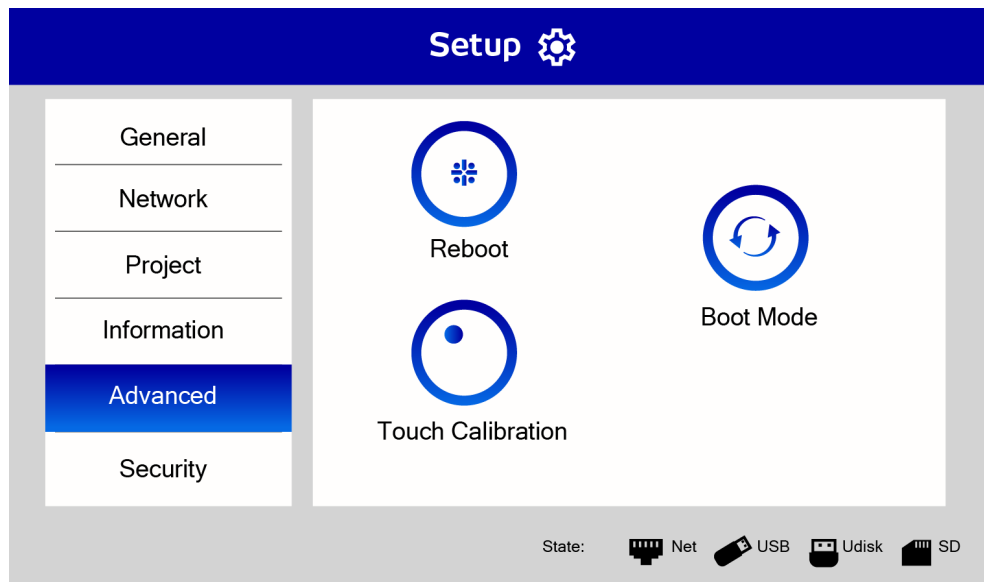 Setup
General
Network
Project
Information
Advanced
Security
Reboot
Boot Mode
Touch Calibration
State: Net USB Udisk SD